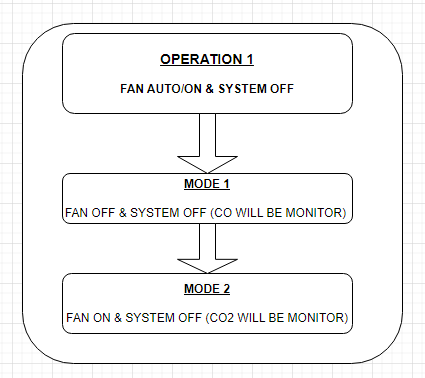 OPERATION 1
FAN AUTO/ON & SYSTEM OFF
MODE 1
FAN OFF & SYSTEM OFF (CO WILL BE MONITOR)
MODE 2
FAN ON & SYSTEM OFF (CO2 WILL BE MONITOR)